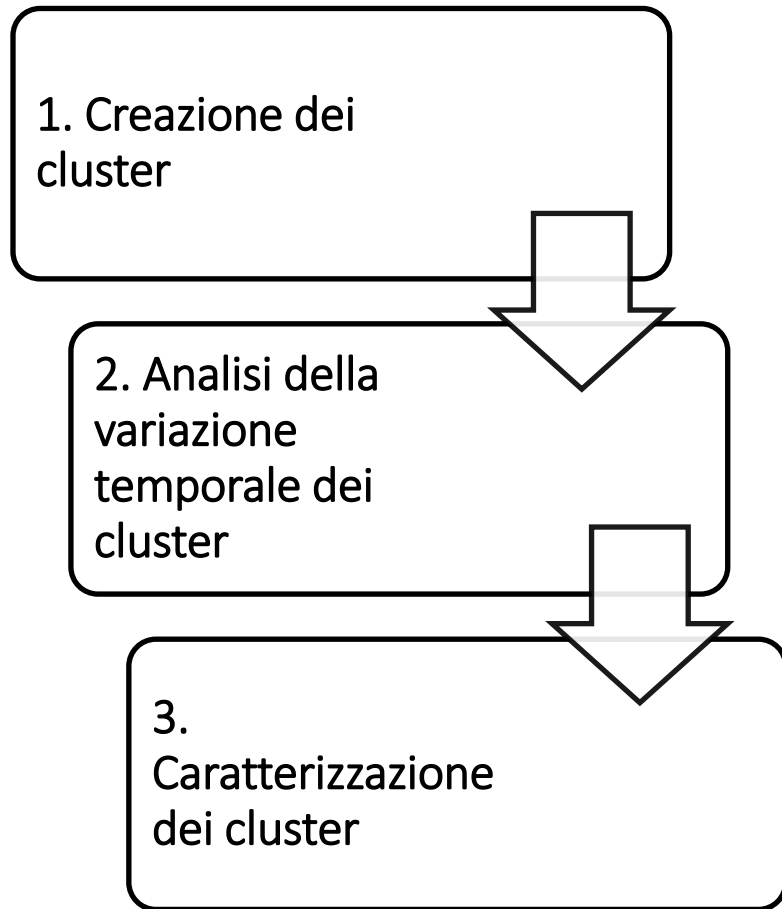 1. Creazione dei
cluster
2. Analisi della
variazione
temporale dei
cluster
3.
Caratterizzazione
dei cluster